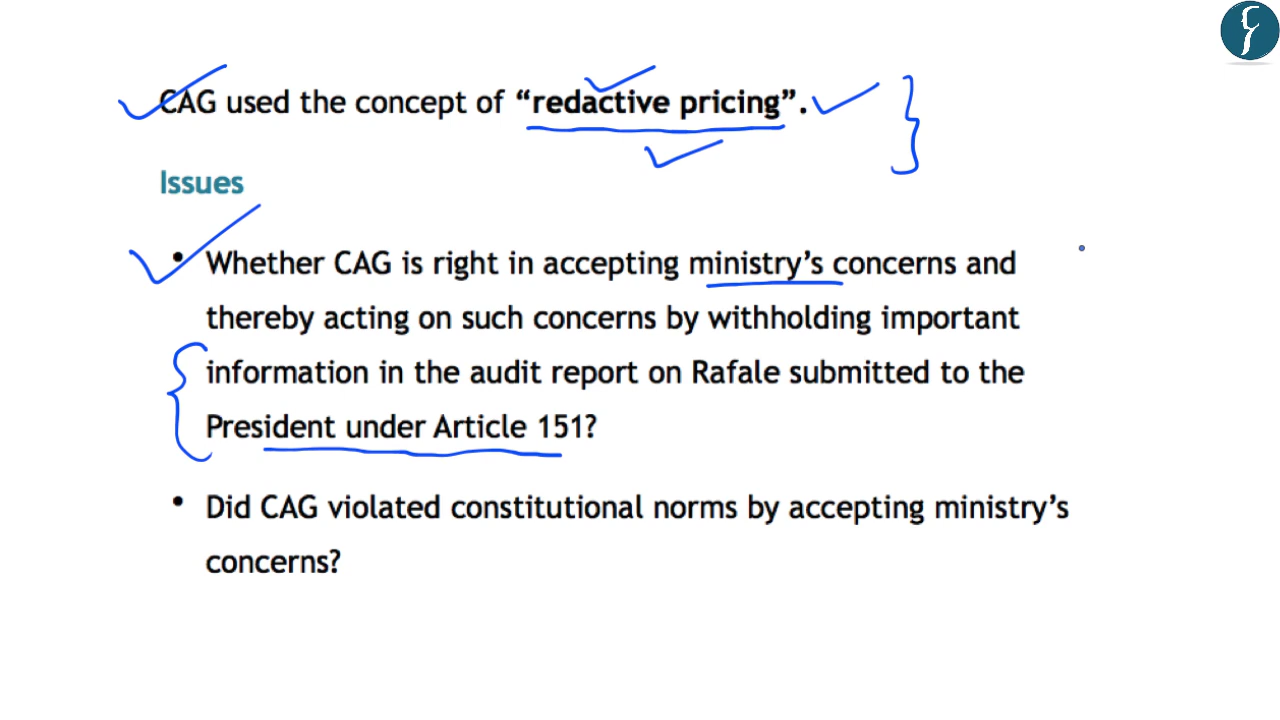 CAG used the concept of “redactive pricing”.
Issues
• Whether CAG is right in accepting ministry’s concerns and
thereby acting on such concerns by withholding important
information in the audit report on Rafale submitted to the
President under Article 151?
• Did CAG violated constitutional norms by accepting ministry’s
concerns?